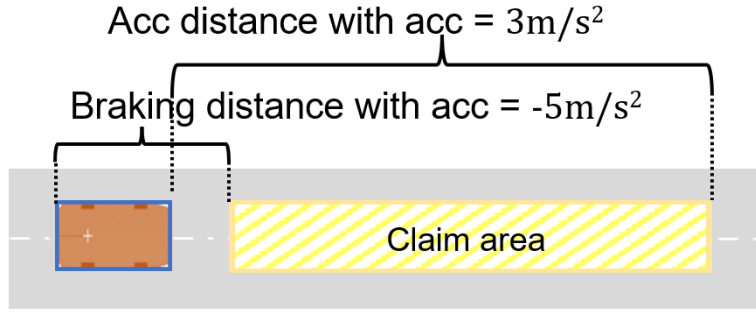 Acc distance with acc = 3m/s²
Braking distance with acc = -5m/s²
Claim area